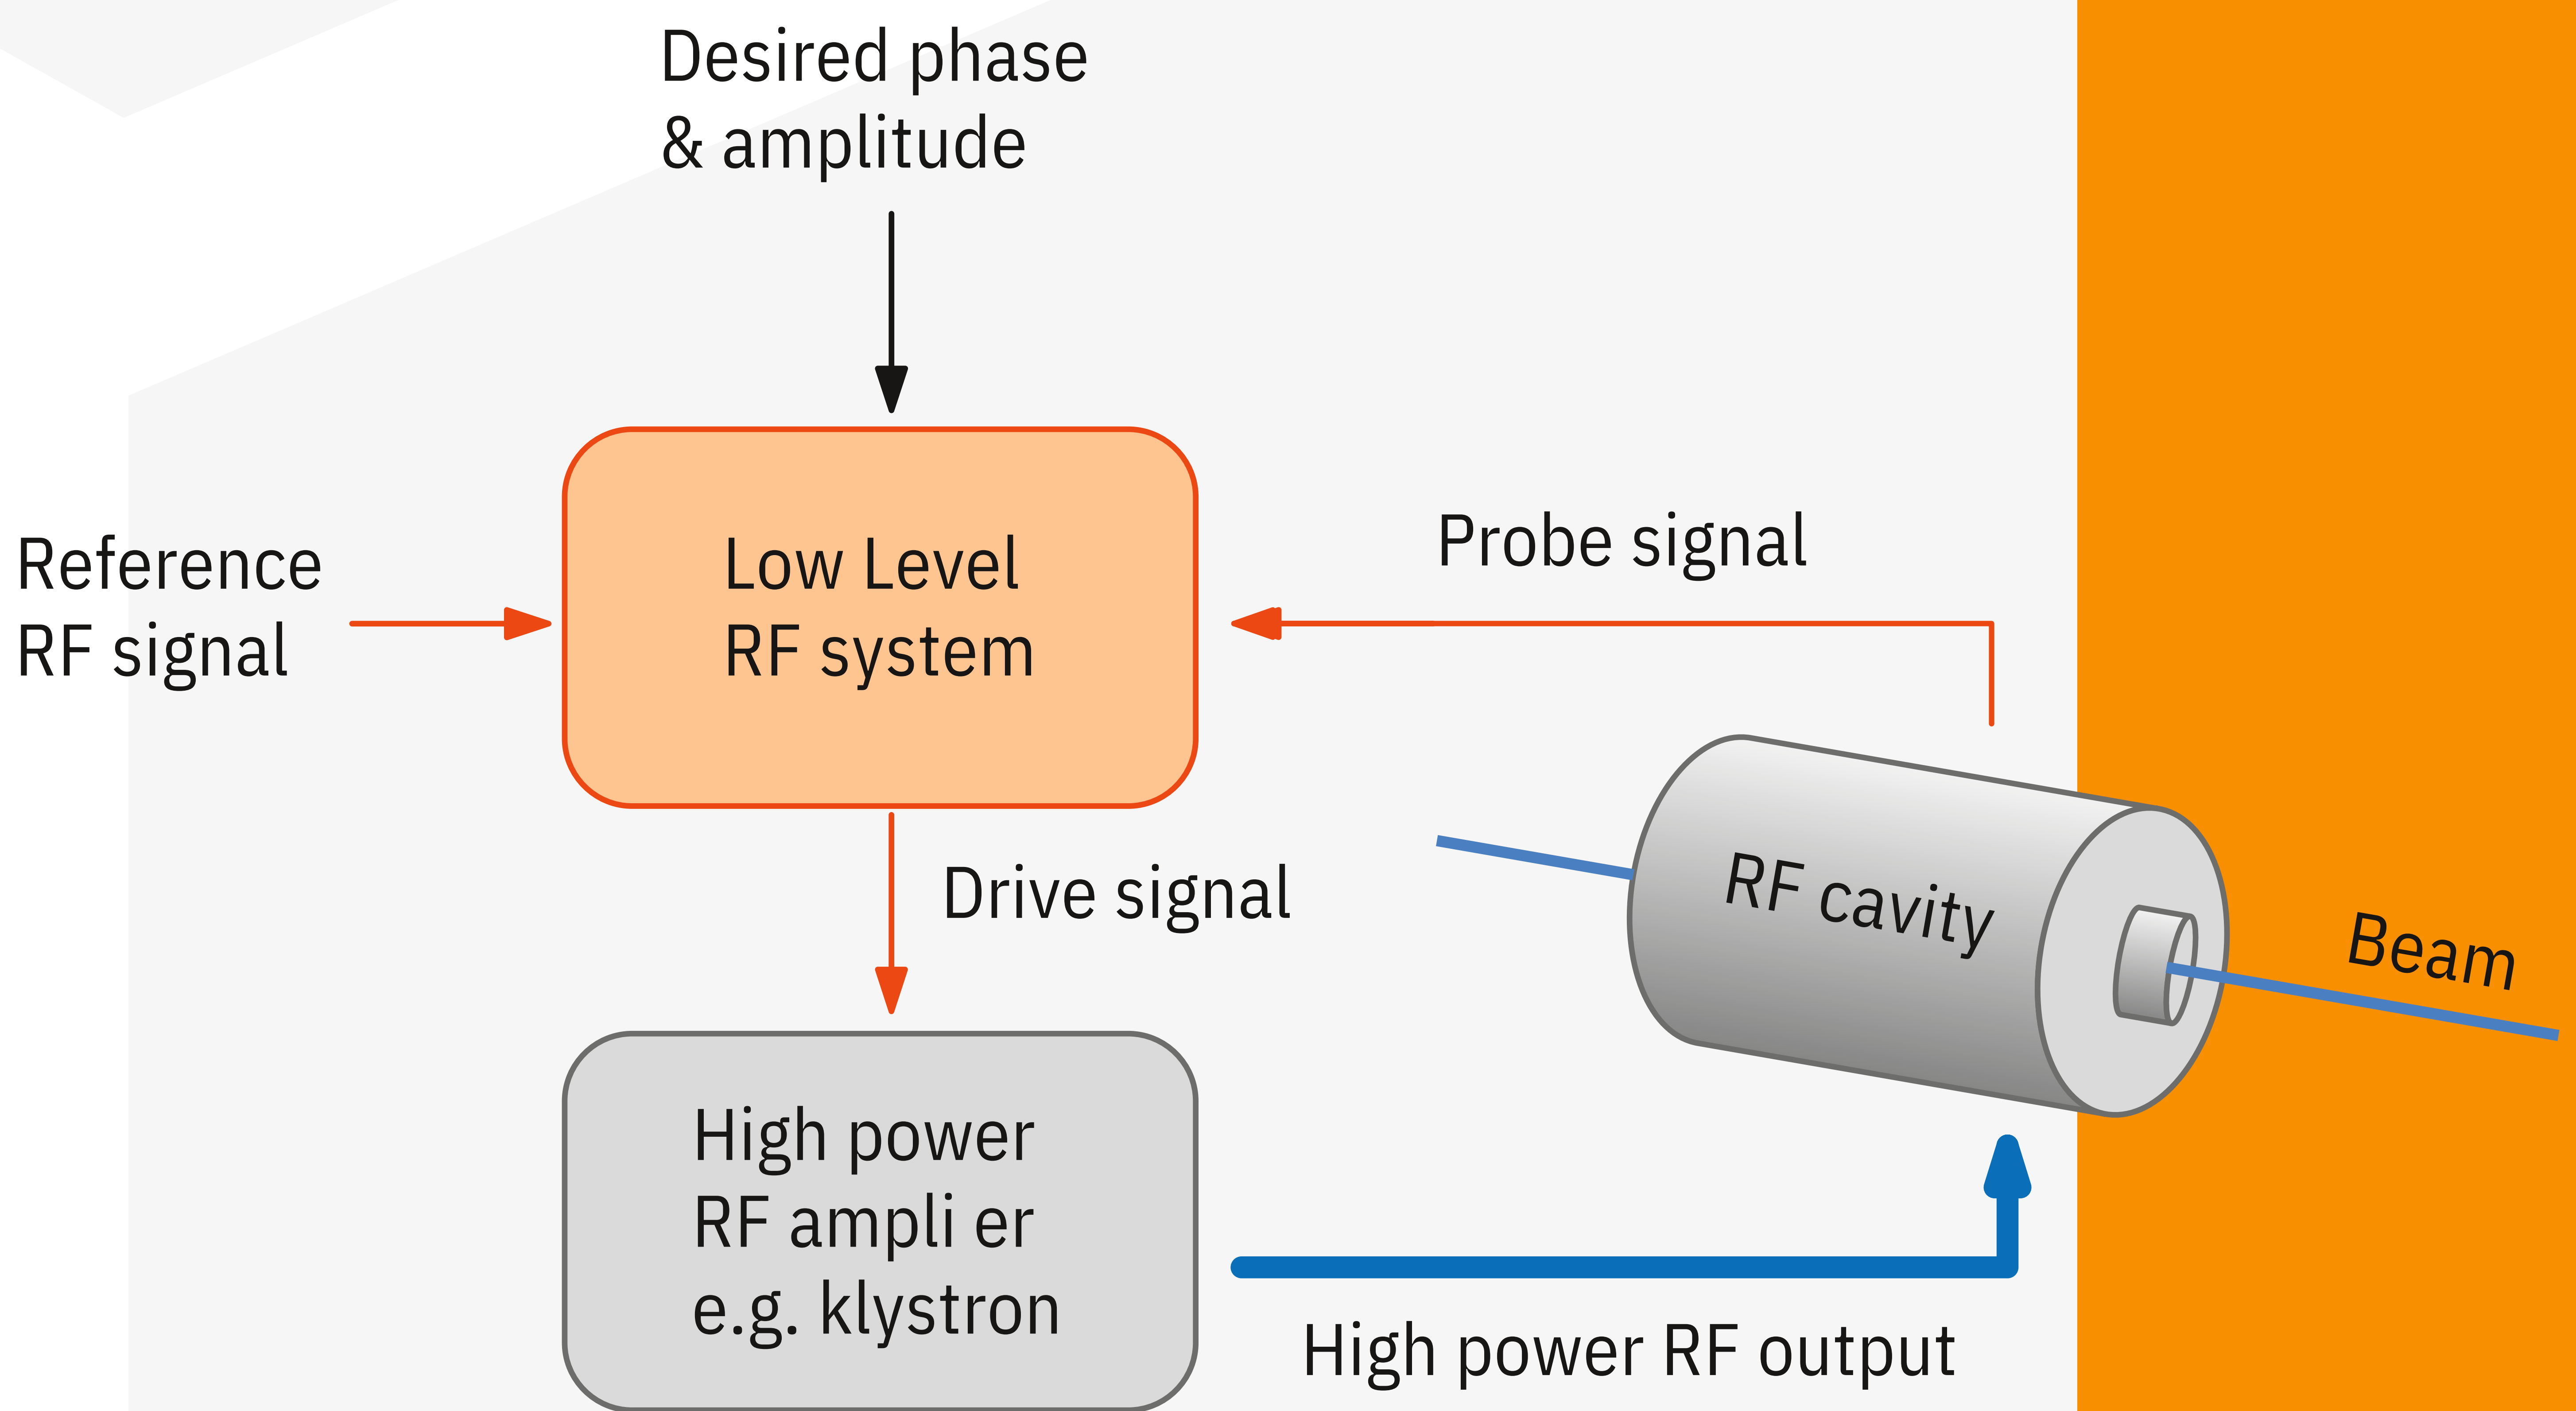 Desired phase
& amplitude
Reference
RF signal
Low Level
RF system
Probe signal
Drive signal
RF cavity
Beam
High power
RF ampli er
e.g. klystron
High power RF output